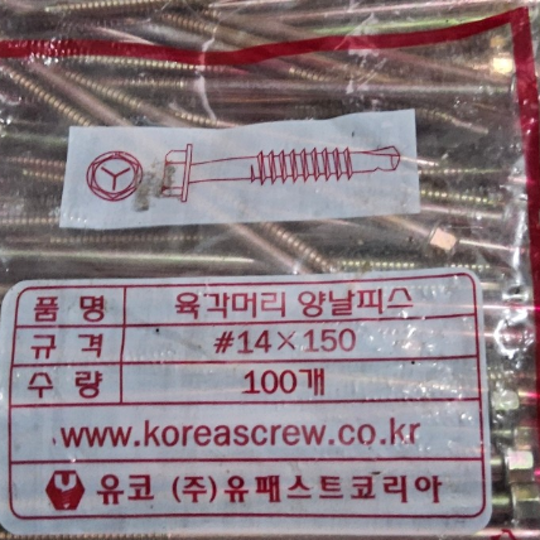 품 명 육각머리 양날피스
규 격 #14×150
수 량 100개
www.koreascrew.co.kr
유코 (주)유패스트코리아